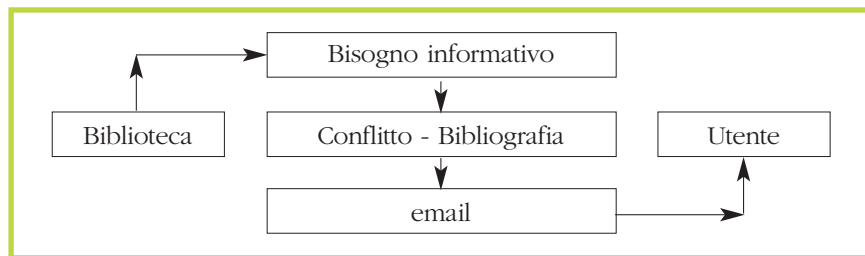 Bisogno informativo
Biblioteca
Conflitto - Bibliografia
Utente
email